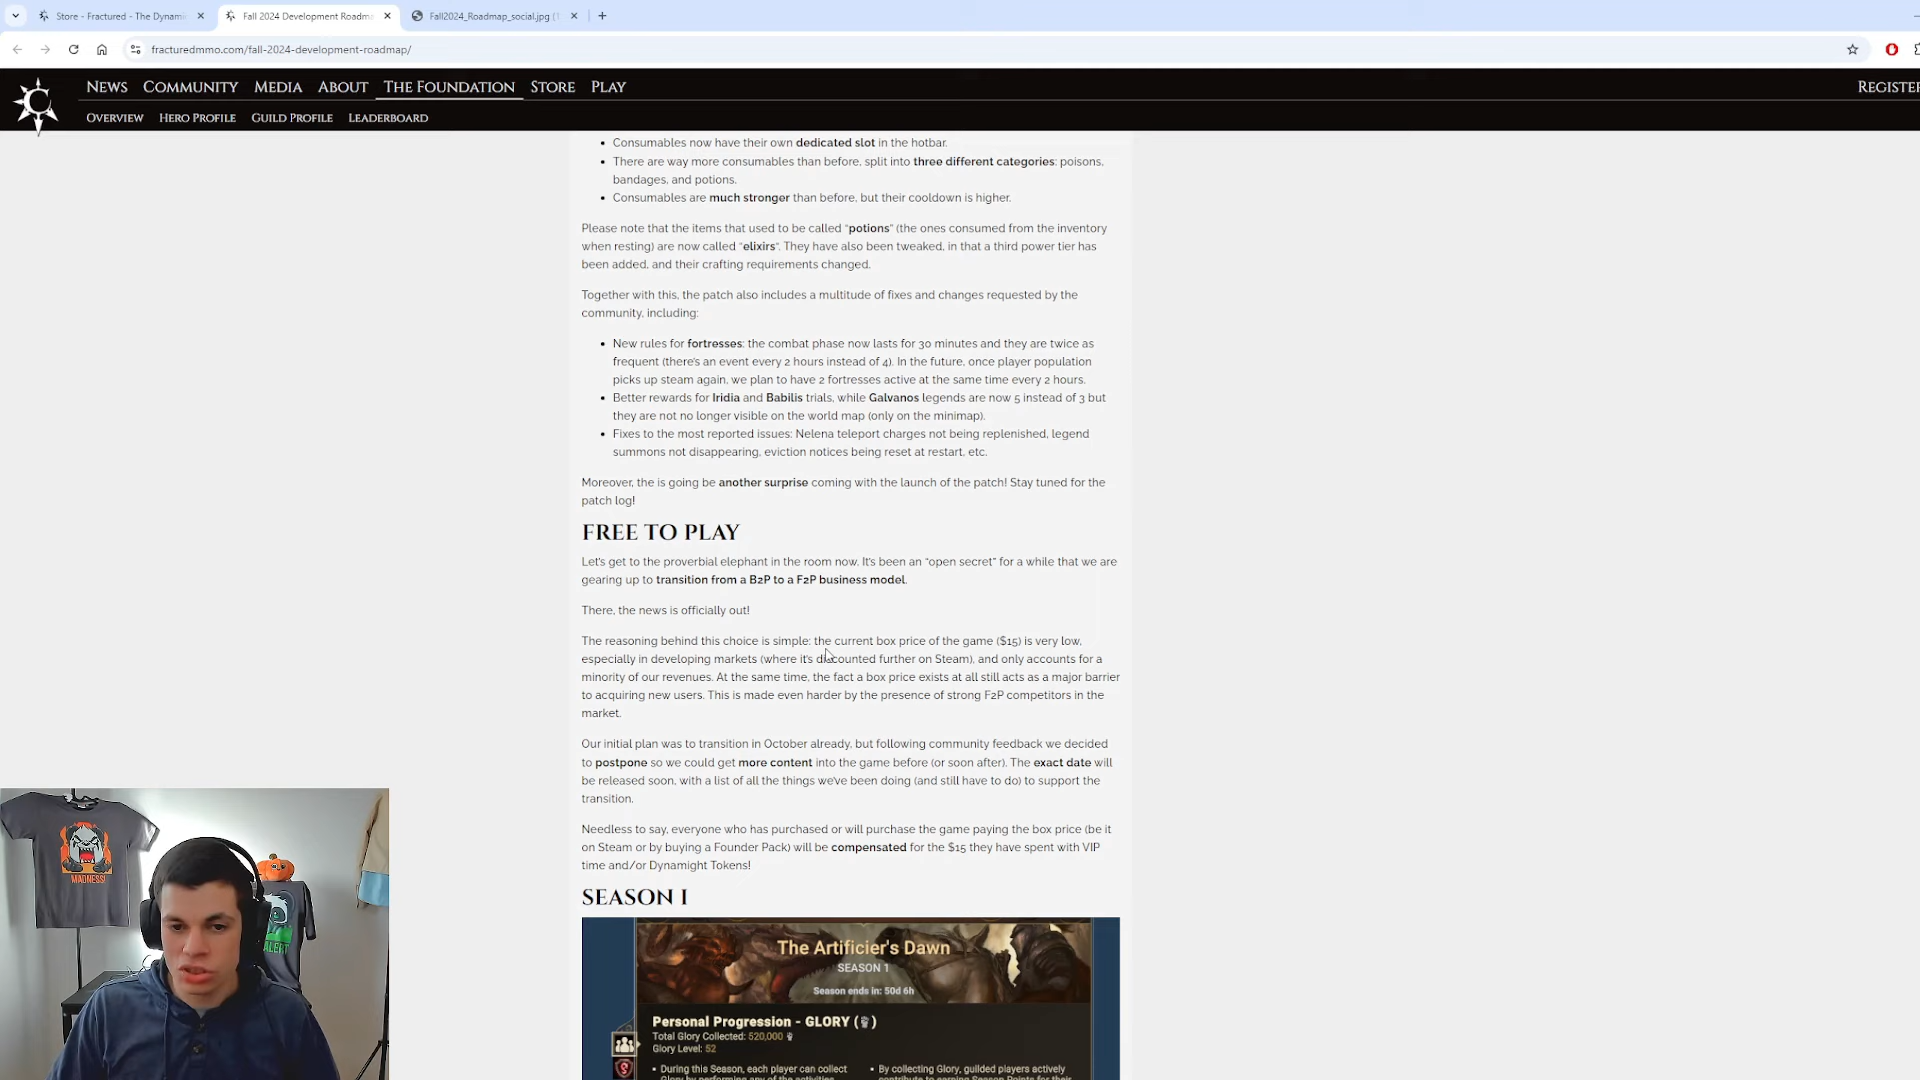 Store - Fractured - The Dynami
Fall 2024 Development Roadma
Fall2024_Roadmap_social.jpg (1
fracturedmmo.com/fall-2024-development-roadmap/
NEWS COMMUNITY MEDIA ABOUT THE FOUNDATION STORE PLAY
REGISTER
OVERVIEW HERO PROFILE GUILD PROFILE LEADERBOARD
• Consumables now have their own dedicated slot in the hotbar.
• There are way more consumables than before, split into three different categories: poisons,
bandages, and potions.
• Consumables are much stronger than before, but their cooldown is higher.
Please note that the items that used to be called “potions” (the ones consumed from the inventory
when resting) are now called “elixirs”. They have also been tweaked, in that a third power tier has
been added, and their crafting requirements changed.
Together with this, the patch also includes a multitude of fixes and changes requested by the
community, including:
• New rules for fortresses: the combat phase now lasts for 30 minutes and they are twice as
frequent (there’s an event every 2 hours instead of 4). In the future, once player population
picks up steam again, we plan to have 2 fortresses active at the same time every 2 hours.
• Better rewards for Iridia and Babilis trials, while Galvanos legends are now 5 instead of 3 but
they are not no longer visible on the world map (only on the minimap).
• Fixes to the most reported issues: Nelena teleport charges not being replenished, legend
summons not disappearing, eviction notices being reset at restart, etc.
Moreover, the is going be another surprise coming with the launch of the patch! Stay tuned for the
patch log!
FREE TO PLAY
Let’s get to the proverbial elephant in the room now. It’s been an “open secret” for a while that we are
gearing up to transition from a B2P to a F2P business model.
There, the news is officially out!
The reasoning behind this choice is simple: the current box price of the game ($15) is very low,
especially in developing markets (where it’s discounted further on Steam), and only accounts for a
minority of our revenues. At the same time, the fact a box price exists at all still acts as a major barrier
to acquiring new users. This is made even harder by the presence of strong F2P competitors in the
market.
Our initial plan was to transition in October already, but following community feedback we decided
to postpone so we could get more content into the game before (or soon after). The exact date will
be released soon, with a list of all the things we’ve been doing (and still have to do) to support the
transition.
Needless to say, everyone who has purchased or will purchase the game paying the box price (be it
on Steam or by buying a Founder Pack) will be compensated for the $15 they have spent with VIP
time and/or Dynamight Tokens!
SEASON I
The Artificier's Dawn
SEASON 1
Season ends in: 50d 6h
Personal Progression - GLORY ( )
Total Glory Collected: 520,000
Glory Level: 52
• During this Season, each player can collect
Glory by performing any of the activities
• By collecting Glory, guilded players actively
contribute to earning Season Points for their
MADNESS!
ALERT